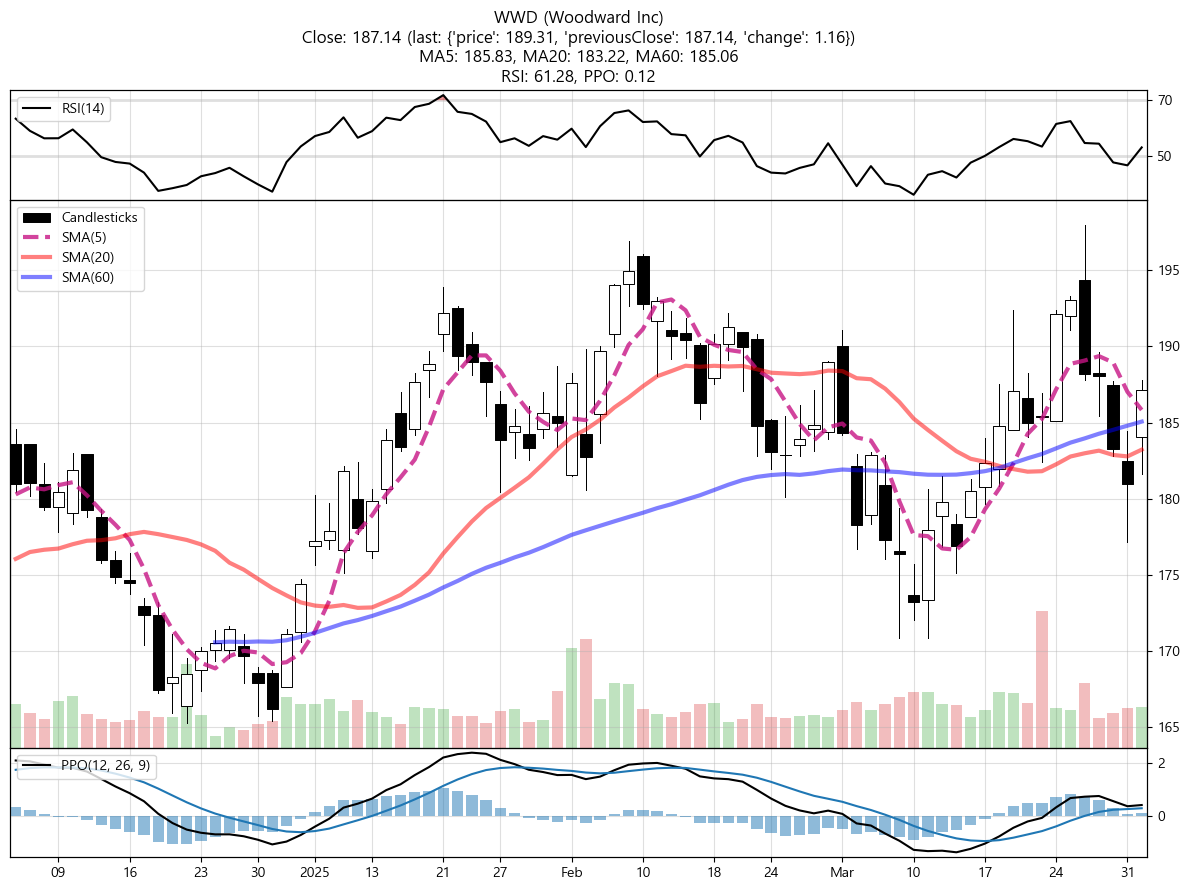 WWD (Woodward Inc)
Close: 187.14 (last: {'price': 189.31, 'previousClose': 187.14, 'change': 1.16})
MA5: 185.83, MA20: 183.22, MA60: 185.06
RSI: 61.28, PPO: 0.12
RSI(14)
70
50
Candlesticks
SMA(5)
SMA(20)
SMA(60)
195
190
185
180
175
170
165
PPO(12, 26, 9)
2
0
09 16 23 30 2025 13 21 27 Feb 10 18 24 Mar 10 17 24 31